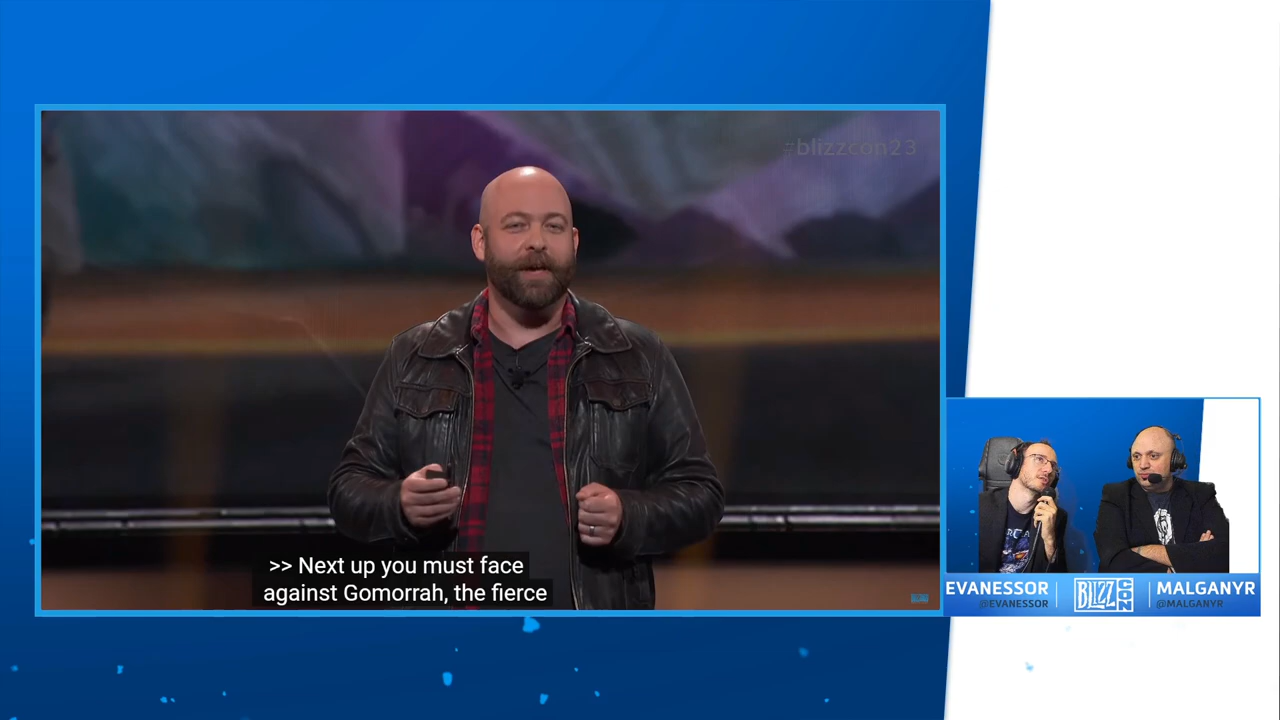 #blizzcon23
>> Next up you must face
against Gomorrah, the fierce
EVANESSOR
@EVANESSOR
BLIZZCON
MALGANYR
@MALGANYR